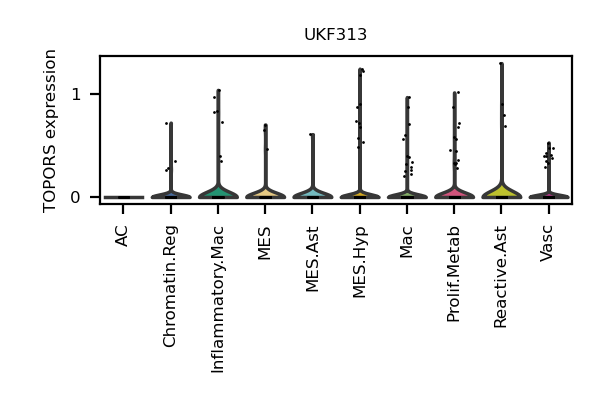 UKF313
TOPORS expression
1
0
AC
Chromatin.Reg
Inflammatory.Mac
MES
MES.Ast
MES.Hyp
Mac
Prolif.Metab
Reactive.Ast
Vasc